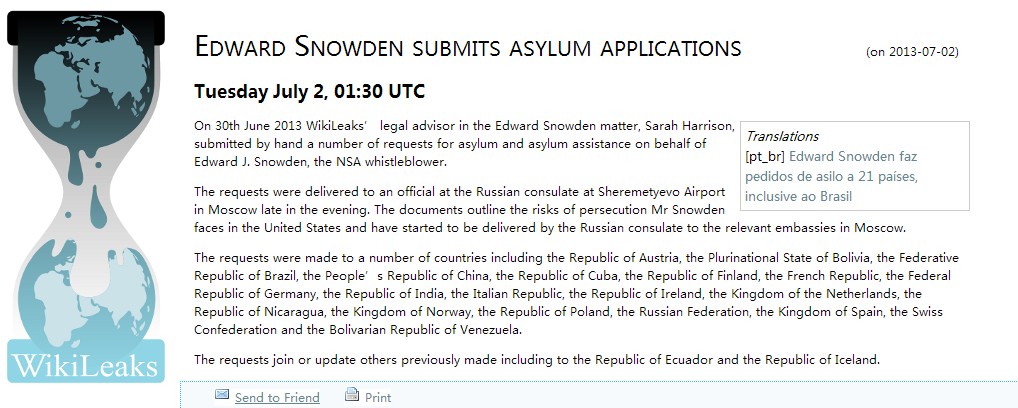 EDWARD SNOWDEN SUBMITS ASYLUM APPLICATIONS
(on 2013-07-02)
Tuesday July 2, 01:30 UTC
On 30th June 2013 WikiLeaks’ legal advisor in the Edward Snowden matter, Sarah Harrison,
submitted by hand a number of requests for asylum and asylum assistance on behalf of
Edward J. Snowden, the NSA whistleblower.
Translations
[pt_br] Edward Snowden faz
pedidos de asilo a 21 países,
inclusive ao Brasil
The requests were delivered to an official at the Russian consulate at Sheremetyevo Airport
in Moscow late in the evening. The documents outline the risks of persecution Mr Snowden
faces in the United States and have started to be delivered by the Russian consulate to the relevant embassies in Moscow.
The requests were made to a number of countries including the Republic of Austria, the Plurinational State of Bolivia, the Federative
Republic of Brazil, the People’s Republic of China, the Republic of Cuba, the Republic of Finland, the French Republic, the Federal
Republic of Germany, the Republic of India, the Italian Republic, the Republic of Ireland, the Kingdom of the Netherlands, the
Republic of Nicaragua, the Kingdom of Norway, the Republic of Poland, the Russian Federation, the Kingdom of Spain, the Swiss
Confederation and the Bolivarian Republic of Venezuela.
The requests join or update others previously made including to the Republic of Ecuador and the Republic of Iceland.
WikiLeaks
Send to Friend
Print